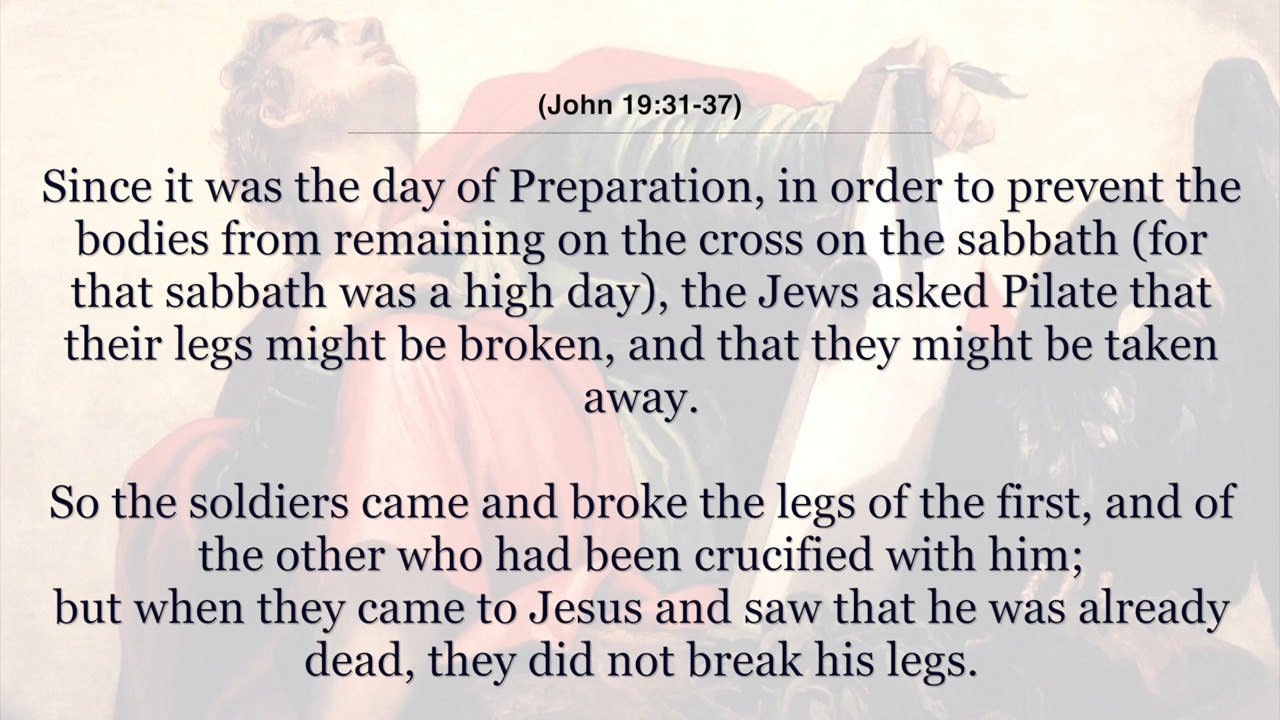 (John 19:31-37)
Since it was the day of Preparation, in order to prevent the
bodies from remaining on the cross on the sabbath (for
that sabbath was a high day), the Jews asked Pilate that
their legs might be broken, and that they might be taken
away.
So the soldiers came and broke the legs of the first, and of
the other who had been crucified with him;
but when they came to Jesus and saw that he was already
dead, they did not break his legs.